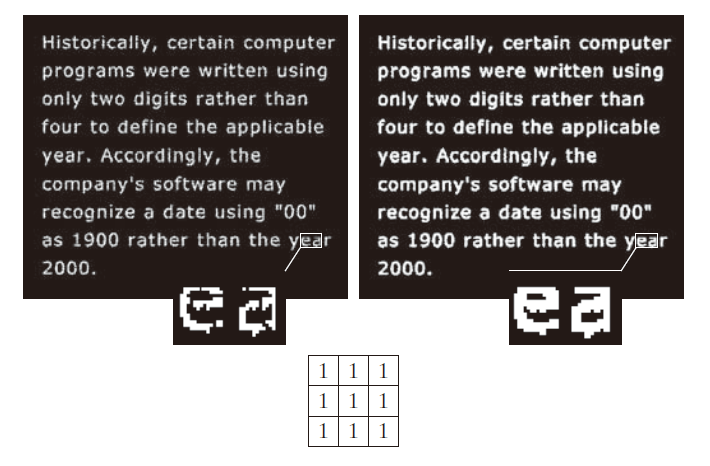 Historically, certain computer
programs were written using
only two digits rather than
four to define the applicable
year. Accordingly, the
company's software may
recognize a date using "00"
as 1900 rather than the year
2000.
e a
Historically, certain computer
programs were written using
only two digits rather than
four to define the applicable
year. Accordingly, the
company's software may
recognize a date using "00"
as 1900 rather than the year
2000.
e a
1 1 1
1 1 1
1 1 1